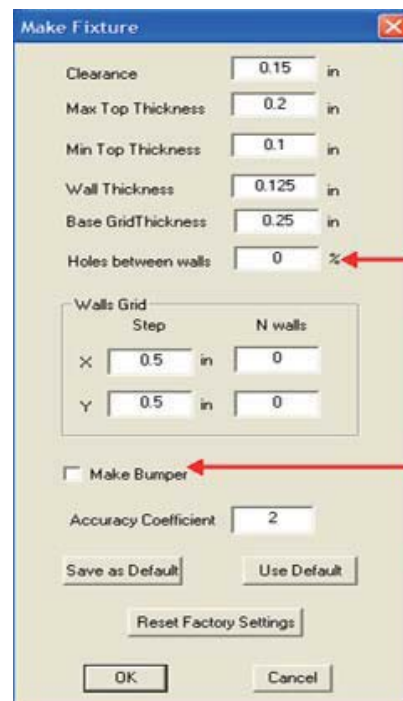 Make Fixture
Clearance 0.15 in
Max Top Thickness 0.2 in
Min Top Thickness 0.1 in
Wall Thickness 0.125 in
Base GridThickness 0.25 in
Holes between walls 0 %
Walls Grid
Step N walls
X 0.5 in 0
Y 0.5 in 0
Make Bumper
Accuracy Coefficient 2
Save as Default Use Default
Reset Factory Settings
OK Cancel